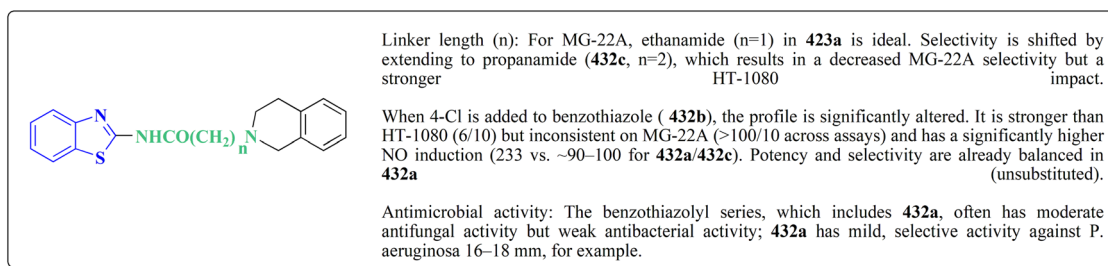 N
S
NHCO(CH₂)
n
N
Linker length (n): For MG-22A, ethanamide (n=1) in 423a is ideal. Selectivity is shifted by
extending to propanamide (432c, n=2), which results in a decreased MG-22A selectivity but a
stronger HT-1080 impact.
When 4-Cl is added to benzothiazole ( 432b), the profile is significantly altered. It is stronger than
HT-1080 (6/10) but inconsistent on MG-22A (>100/10 across assays) and has a significantly higher
NO induction (233 vs. ~90–100 for 432a/432c). Potency and selectivity are already balanced in
432a (unsubstituted).
Antimicrobial activity: The benzothiazolyl series, which includes 432a, often has moderate
antifungal activity but weak antibacterial activity; 432a has mild, selective activity against P.
aeruginosa 16–18 mm, for example.